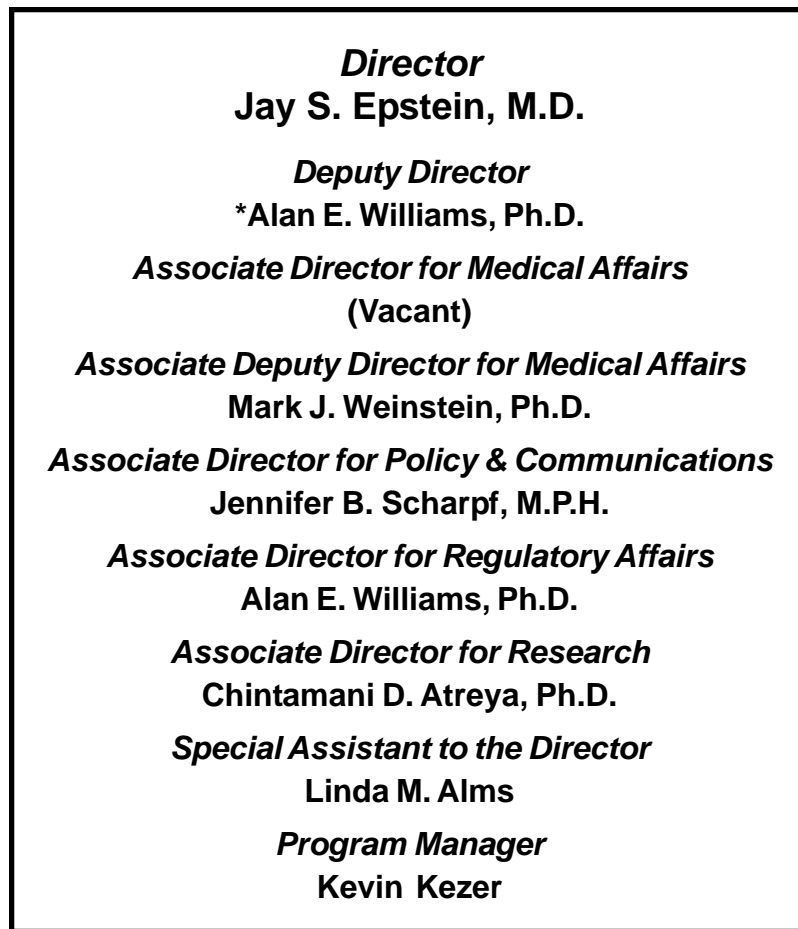 Director
Jay S. Epstein, M.D.
Deputy Director
*Alan E. Williams, Ph.D.
Associate Director for Medical Affairs
(Vacant)
Associate Deputy Director for Medical Affairs
Mark J. Weinstein, Ph.D.
Associate Director for Policy & Communications
Jennifer B. Scharpf, M.P.H.
Associate Director for Regulatory Affairs
Alan E. Williams, Ph.D.
Associate Director for Research
Chintamani D. Atreya, Ph.D.
Special Assistant to the Director
Linda M. Alms
Program Manager
Kevin Kezer